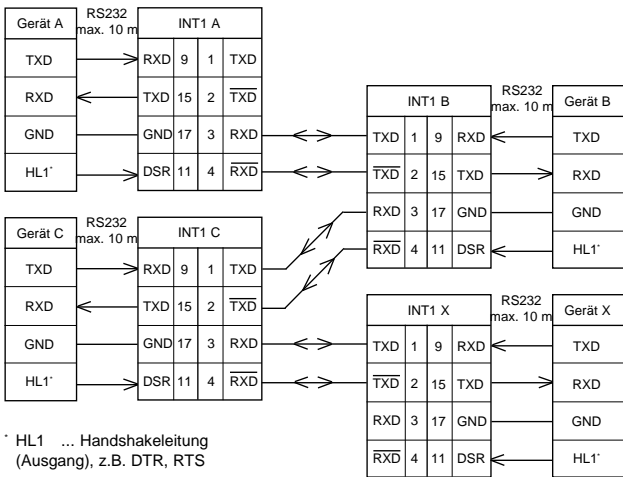 Gerät A RS232 max. 10 m INT1 A
TXD RXD 9 1 TXD
RXD TXD 15 2 TXD
GND GND 17 3 RXD
HL1* DSR 11 4 RXD
INT1 B RS232 max. 10 m Gerät B
TXD 1 9 RXD TXD
TXD 2 15 TXD RXD
RXD 3 17 GND GND
RXD 4 11 DSR HL1*
Gerät C RS232 max. 10 m INT1 C
TXD RXD 9 1 TXD
RXD TXD 15 2 TXD
GND GND 17 3 RXD
HL1* DSR 11 4 RXD
INT1 X RS232 max. 10 m Gerät X
TXD 1 9 RXD TXD
TXD 2 15 TXD RXD
RXD 3 17 GND GND
RXD 4 11 DSR HL1*
* HL1 ... Handshakeleitung
(Ausgang), z.B. DTR, RTS